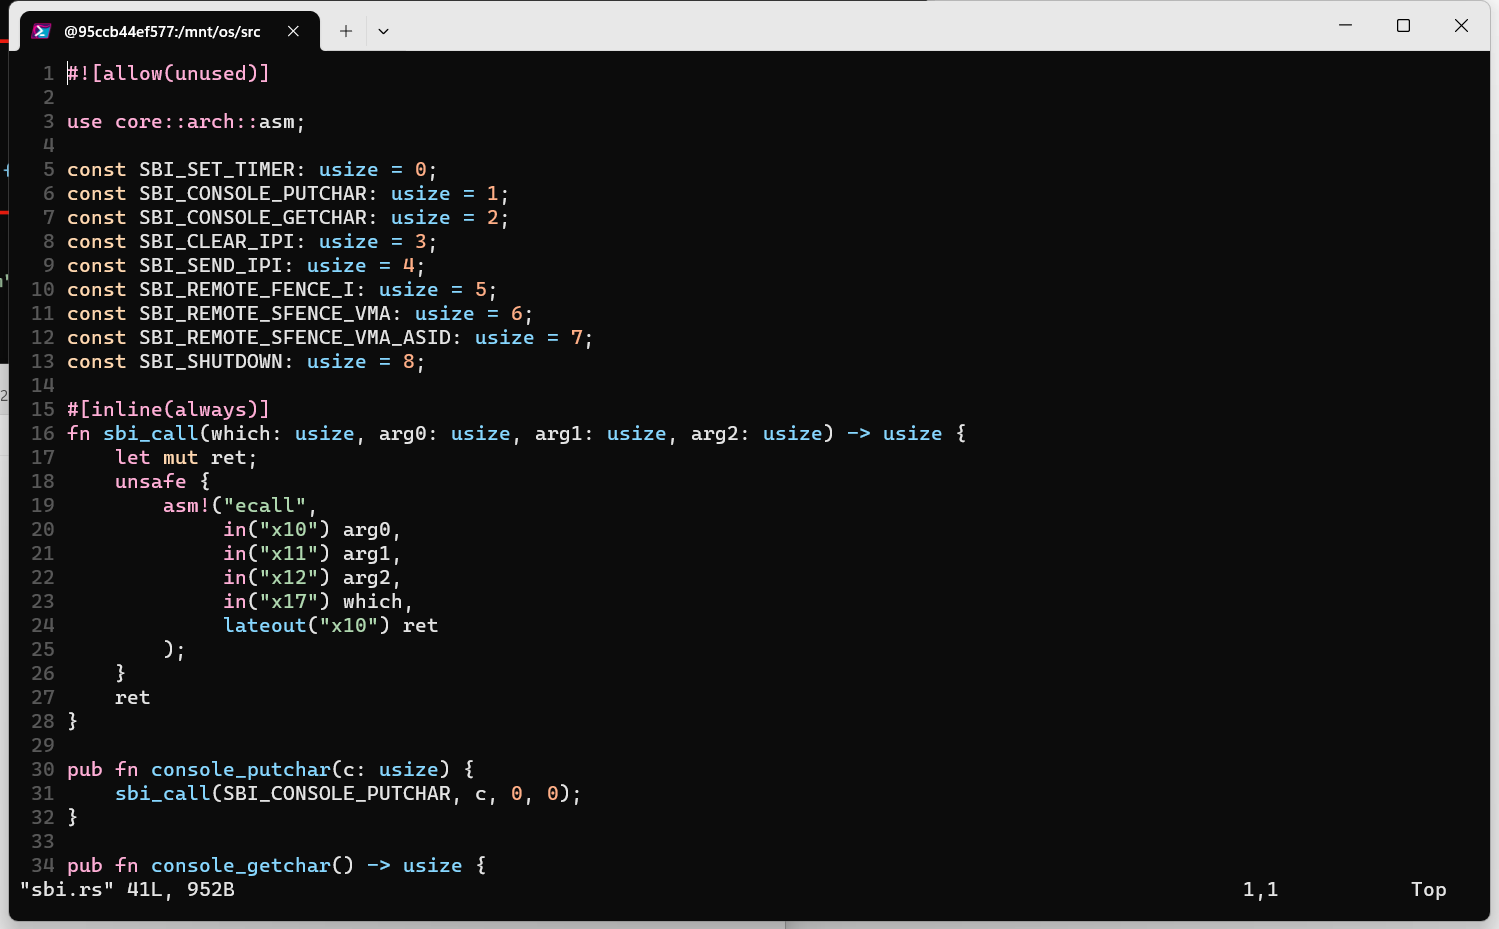 @95ccb44ef577:/mnt/os/src
1 #![allow(unused)]
2
3 use core::arch::asm;
4
5 const SBI_SET_TIMER: usize = 0;
6 const SBI_CONSOLE_PUTCHAR: usize = 1;
7 const SBI_CONSOLE_GETCHAR: usize = 2;
8 const SBI_CLEAR_IPI: usize = 3;
9 const SBI_SEND_IPI: usize = 4;
10 const SBI_REMOTE_FENCE_I: usize = 5;
11 const SBI_REMOTE_SFENCE_VMA: usize = 6;
12 const SBI_REMOTE_SFENCE_VMA_ASID: usize = 7;
13 const SBI_SHUTDOWN: usize = 8;
14
15 #[inline(always)]
16 fn sbi_call(which: usize, arg0: usize, arg1: usize, arg2: usize) -> usize {
17     let mut ret;
18     unsafe {
19         asm!("ecall",
20              in("x10") arg0,
21              in("x11") arg1,
22              in("x12") arg2,
23              in("x17") which,
24              lateout("x10") ret
25         );
26     }
27     ret
28 }
29
30 pub fn console_putchar(c: usize) {
31     sbi_call(SBI_CONSOLE_PUTCHAR, c, 0, 0);
32 }
33
34 pub fn console_getchar() -> usize {
"sbi.rs" 41L, 952B 1,1 Top